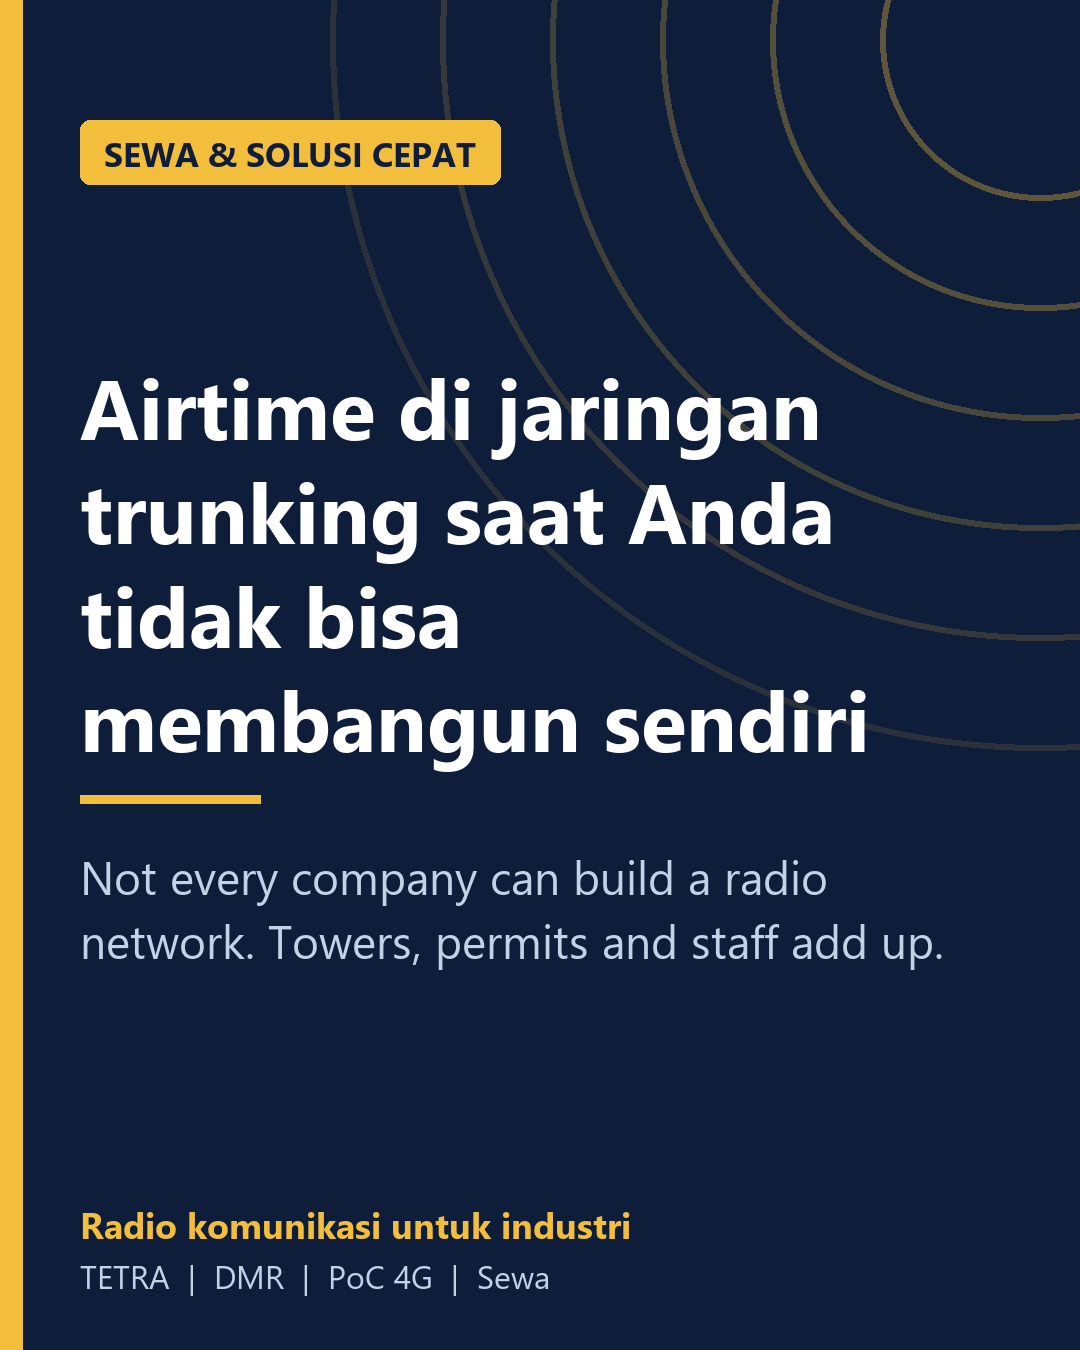 SEWA & SOLUSI CEPAT
Airtime di jaringan
trunking saat Anda
tidak bisa
membangun sendiri
Not every company can build a radio
network. Towers, permits and staff add up.
Radio komunikasi untuk industri
TETRA | DMR | PoC 4G | Sewa